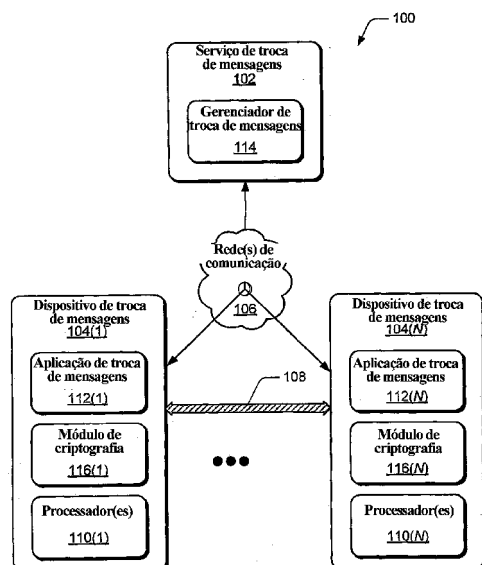 100
Serviço de troca
de mensagens
102
Gerenciador de
troca de mensagens
114
Rede(s) de
comunicação
106
Dispositivo de troca
de mensagens
104(1)
Aplicação de troca
de mensagens
112(1)
Módulo de
criptografia
116(1)
Processador(es)
110(1)
108
Dispositivo de troca
de mensagens
104(N)
Aplicação de troca
de mensagens
112(N)
Módulo de
criptografia
116(N)
Processador(es)
110(N)